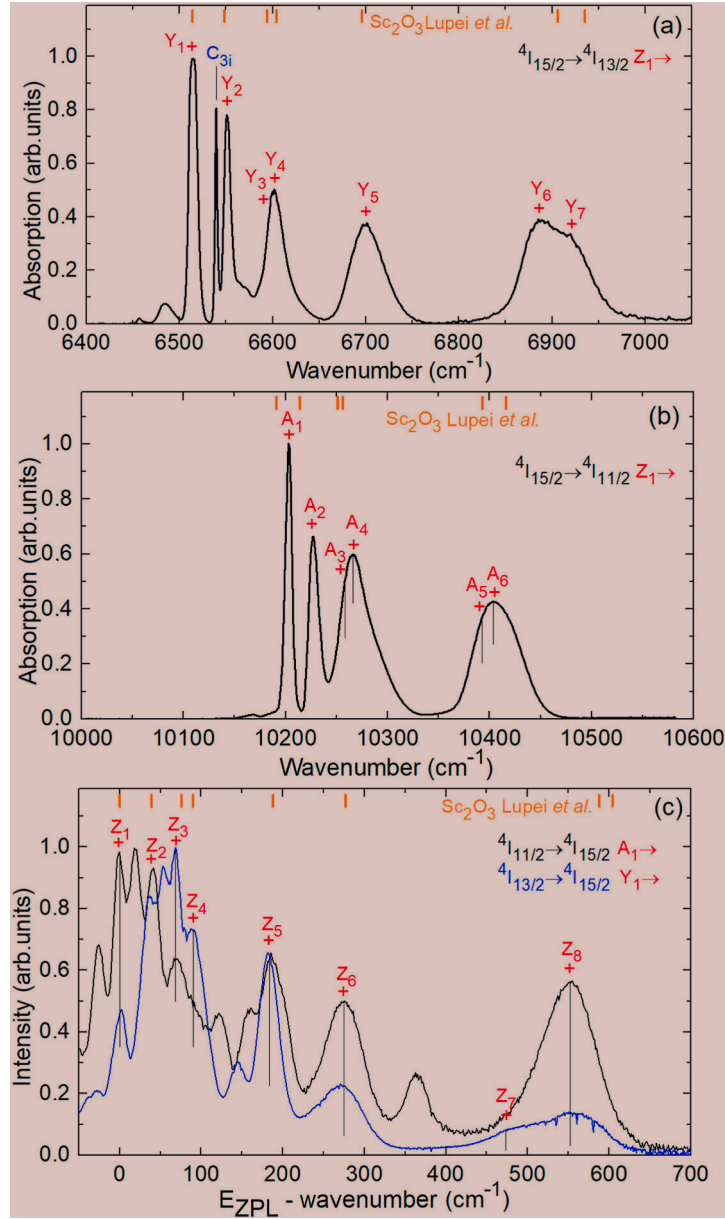 Sc₂O₃ Lupei et al.
(a)
⁴I₁₅/₂→⁴I₁₃/₂ Z₁→
Y₁
C₃ᵢ
Y₂
Y₃
Y₄
Y₅
Y₆
Y₇
Absorption (arb.units)
1.0
0.8
0.6
0.4
0.2
0.0
6400 6500 6600 6700 6800 6900 7000
Wavenumber (cm⁻¹)
(b)
Sc₂O₃ Lupei et al.
⁴I₁₅/₂→⁴I₁₁/₂ Z₁→
A₁
A₂
A₃
A₄
A₅
A₆
Absorption (arb.units)
1.0
0.8
0.6
0.4
0.2
0.0
10000 10100 10200 10300 10400 10500 10600
Wavenumber (cm⁻¹)
(c)
Sc₂O₃ Lupei et al.
⁴I₁₁/₂→⁴I₁₅/₂ A₁→
⁴I₁₃/₂→⁴I₁₅/₂ Y₁→
Z₁
Z₂
Z₃
Z₄
Z₅
Z₆
Z₇
Z₈
Intensity (arb.units)
1.0
0.8
0.6
0.4
0.2
0.0
0 100 200 300 400 500 600 700
E_ZPL - wavenumber (cm⁻¹)